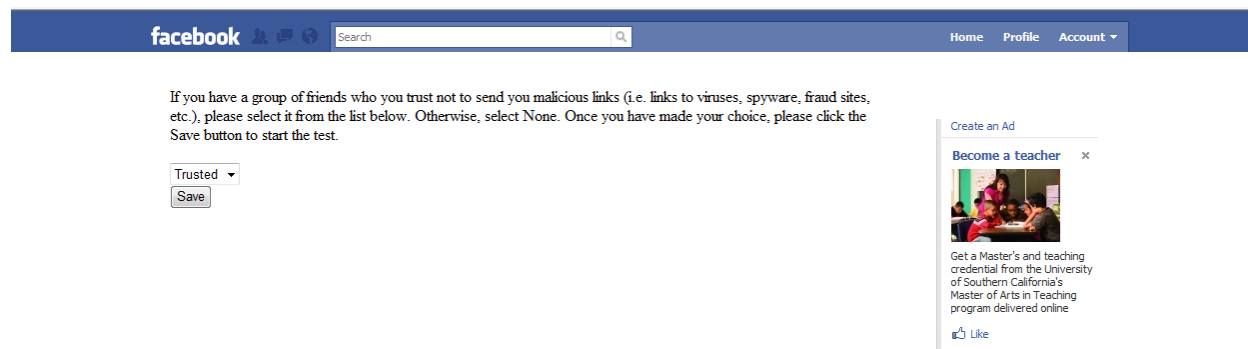 facebook
Search
Home Profile Account
If you have a group of friends who you trust not to send you malicious links (i.e. links to viruses, spyware, fraud sites,
etc.), please select it from the list below. Otherwise, select None. Once you have made your choice, please click the
Save button to start the test.
Trusted
Save
Create an Ad
Become a teacher
Get a Master's and teaching
credential from the University
of Southern California's
Master of Arts in Teaching
program delivered online
Like